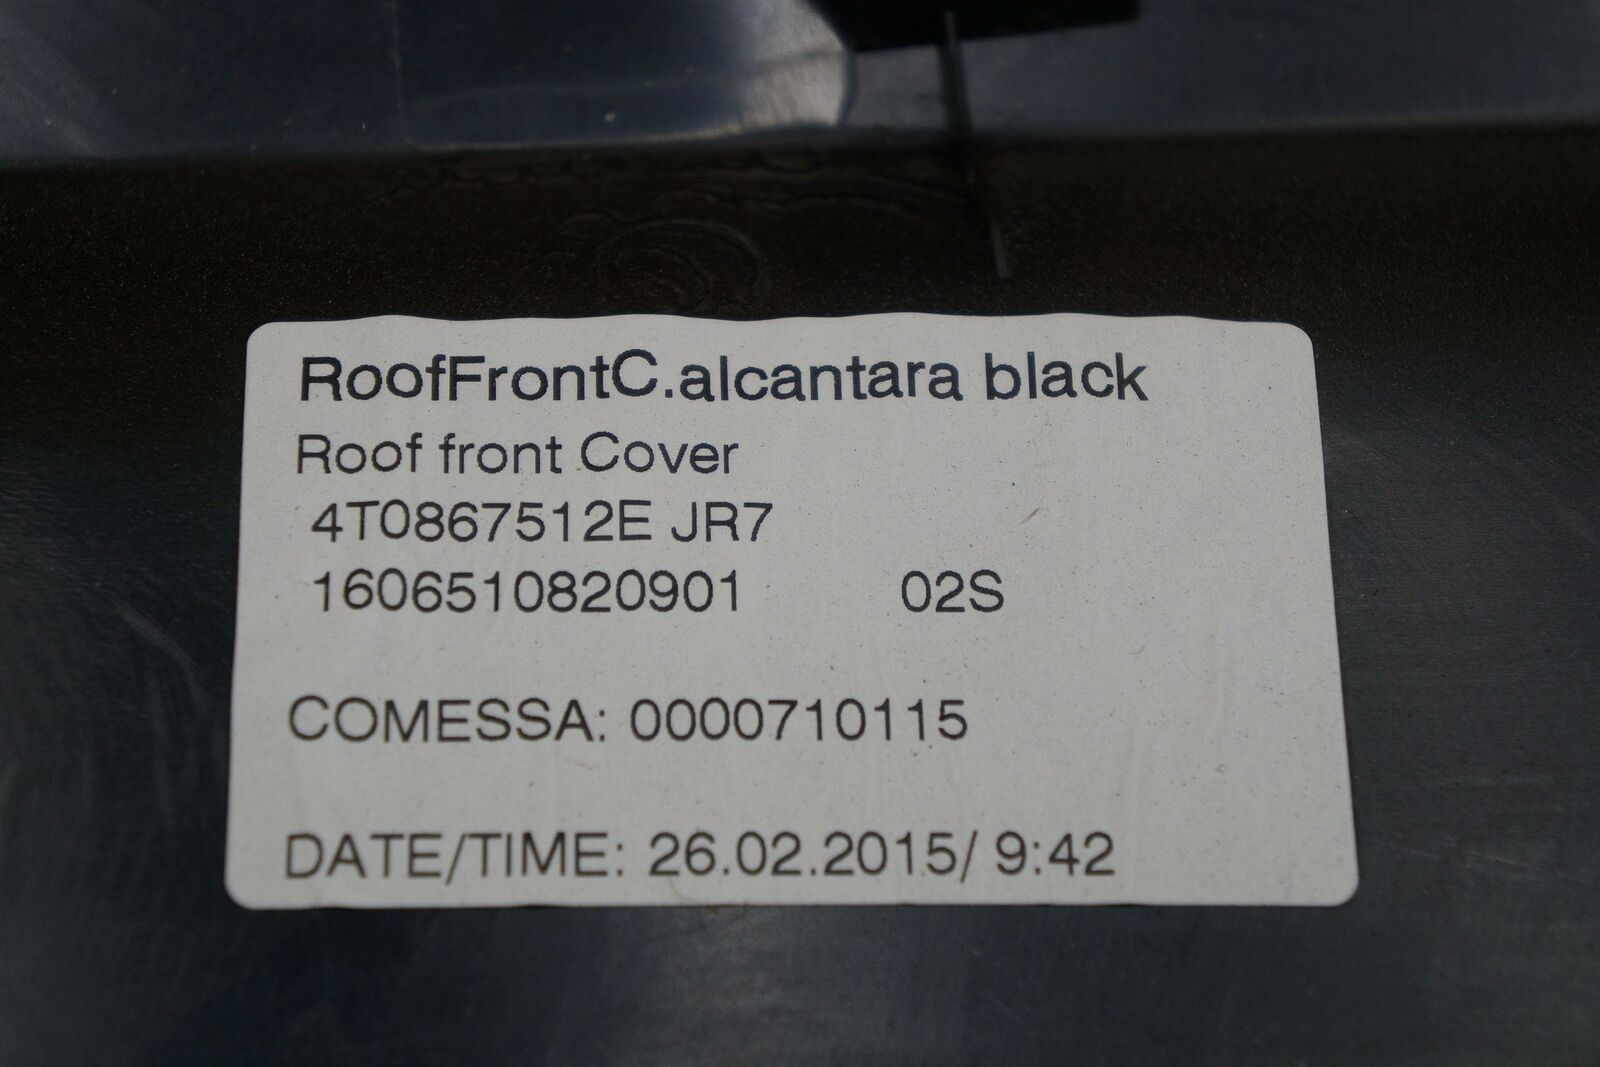 RoofFrontC.alcantara black
Roof front Cover
4T0867512E JR7
1606510820901 02S
COMESSA: 0000710115
DATE/TIME: 26.02.2015/ 9:42